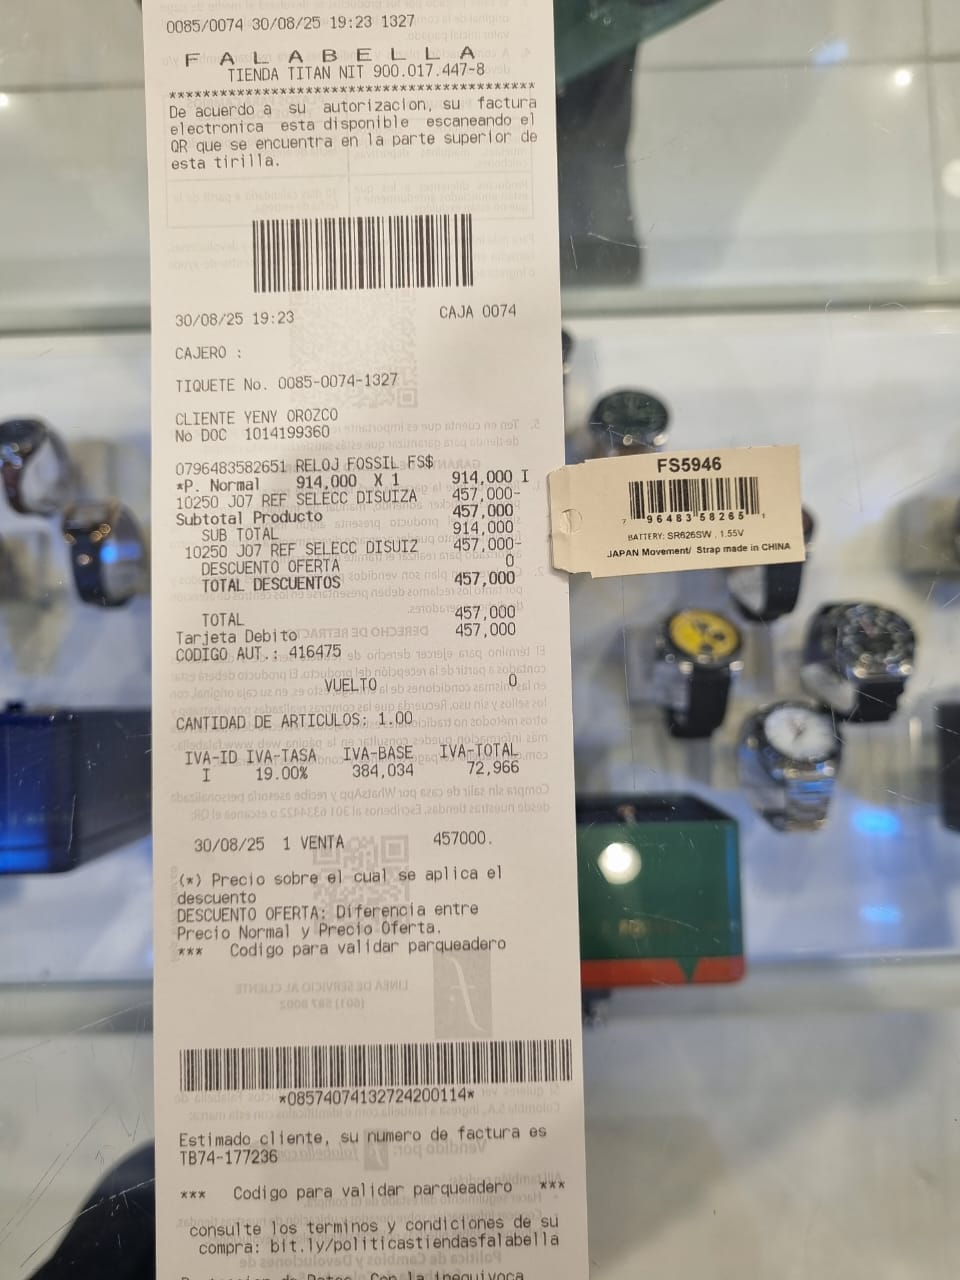 0085/0074 30/08/25 19:23 1327
F A L A B E L L A
TIENDA TITAN NIT 900.017.447-8
*******************************************
De acuerdo a su autorizacion, su factura
electronica esta disponible escaneando el
QR que se encuentra en la parte superior de
esta tirilla.
30/08/25 19:23 CAJA 0074
CAJERO :
TIQUETE No. 0085-0074-1327
CLIENTE YENY OROZCO
No DOC 1014199360
0796483582651 RELOJ FOSSIL FS$
*P. Normal 914,000 X 1 914,000 I
10250 J07 REF SELECC DISUIZA 457,000-
Subtotal Producto 457,000
SUB TOTAL 914,000
10250 J07 REF SELECC DISUIZ 457,000-
DESCUENTO OFERTA 0
TOTAL DESCUENTOS 457,000
TOTAL 457,000
Tarjeta Debito 457,000
CODIGO AUT.: 416475
VUELTO 0
CANTIDAD DE ARTICULOS: 1.00
IVA-ID IVA-TASA IVA-BASE IVA-TOTAL
I 19.00% 384,034 72,966
30/08/25 1 VENTA 457000.
(*) Precio sobre el cual se aplica el
descuento
DESCUENTO OFERTA: Diferencia entre
Precio Normal y Precio Oferta.
*** Codigo para validar parqueadero
*08574074132724200114*
Estimado cliente, su numero de factura es
TB74-177236
*** Codigo para validar parqueadero ***
consulte los terminos y condiciones de su
compra: bit.ly/politicastiendasfalabella
FS5946
7 96483 58265 1
BATTERY: SR626SW , 1.55V
JAPAN Movement/ Strap made in CHINA